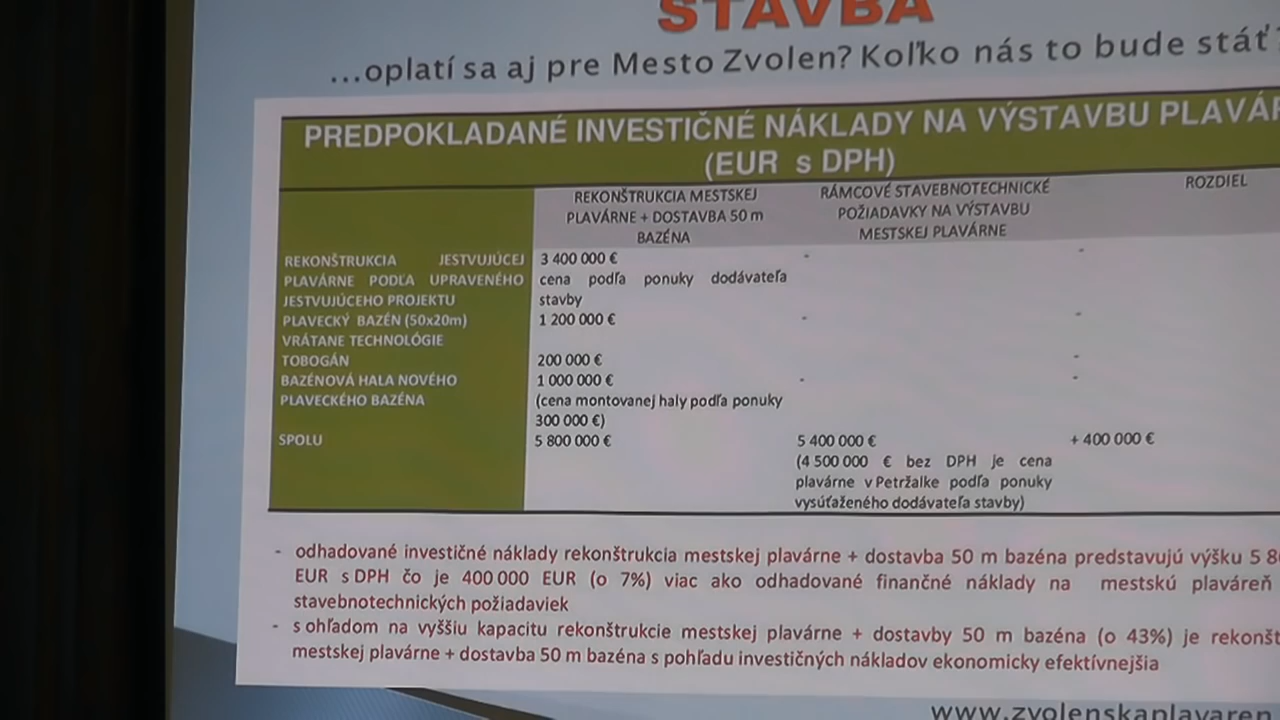 STAVBA
...oplatí sa aj pre Mesto Zvolen? Koľko nás to bude stáť
PREDPOKLADANÉ INVESTIČNÉ NÁKLADY NA VÝSTAVBU
(EUR s DPH)
REKONŠTRUKCIA MESTSKEJ
PLAVÁRNE + DOSTAVBA 50 m
BAZÉNA
RÁMCOVÉ STAVEBNOTECHNICKÉ
POŽIADAVKY NA VÝSTAVBU
MESTSKEJ PLAVÁRNE
ROZDIEL
REKONŠTRUKCIA JESTVUJÚCEJ
PLAVÁRNE PODĽA UPRAVENÉHO
JESTVUJÚCEHO PROJEKTU
3 400 000 €
cena podľa ponuky dodávateľa
stavby
-
-
PLAVECKÝ BAZÉN (50x20m)
VRÁTANE TECHNOLÓGIE
1 200 000 €
-
-
TOBOGÁN
200 000 €
-
BAZÉNOVÁ HALA NOVÉHO
PLAVECKÉHO BAZÉNA
1 000 000 €
(cena montovanej haly podľa ponuky
300 000 €)
-
-
SPOLU
5 800 000 €
5 400 000 €
(4 500 000 € bez DPH je cena
plavárne v Petržalke podľa ponuky
vysúťaženého dodávateľa stavby)
+ 400 000 €
- odhadované investičné náklady rekonštrukcia mestskej plavárne + dostavba 50 m bazéna predstavujú výšku 5 8
EUR s DPH čo je 400 000 EUR (o 7%) viac ako odhadované finančné náklady na mestskú plaváreň
stavebnotechnických požiadaviek
- s ohľadom na vyššiu kapacitu rekonštrukcie mestskej plavárne + dostavby 50 m bazéna (o 43%) je rekonšt
mestskej plavárne + dostavba 50 m bazéna s pohľadu investičných nákladov ekonomicky efektívnejšia
www.zvolenskaplavaren